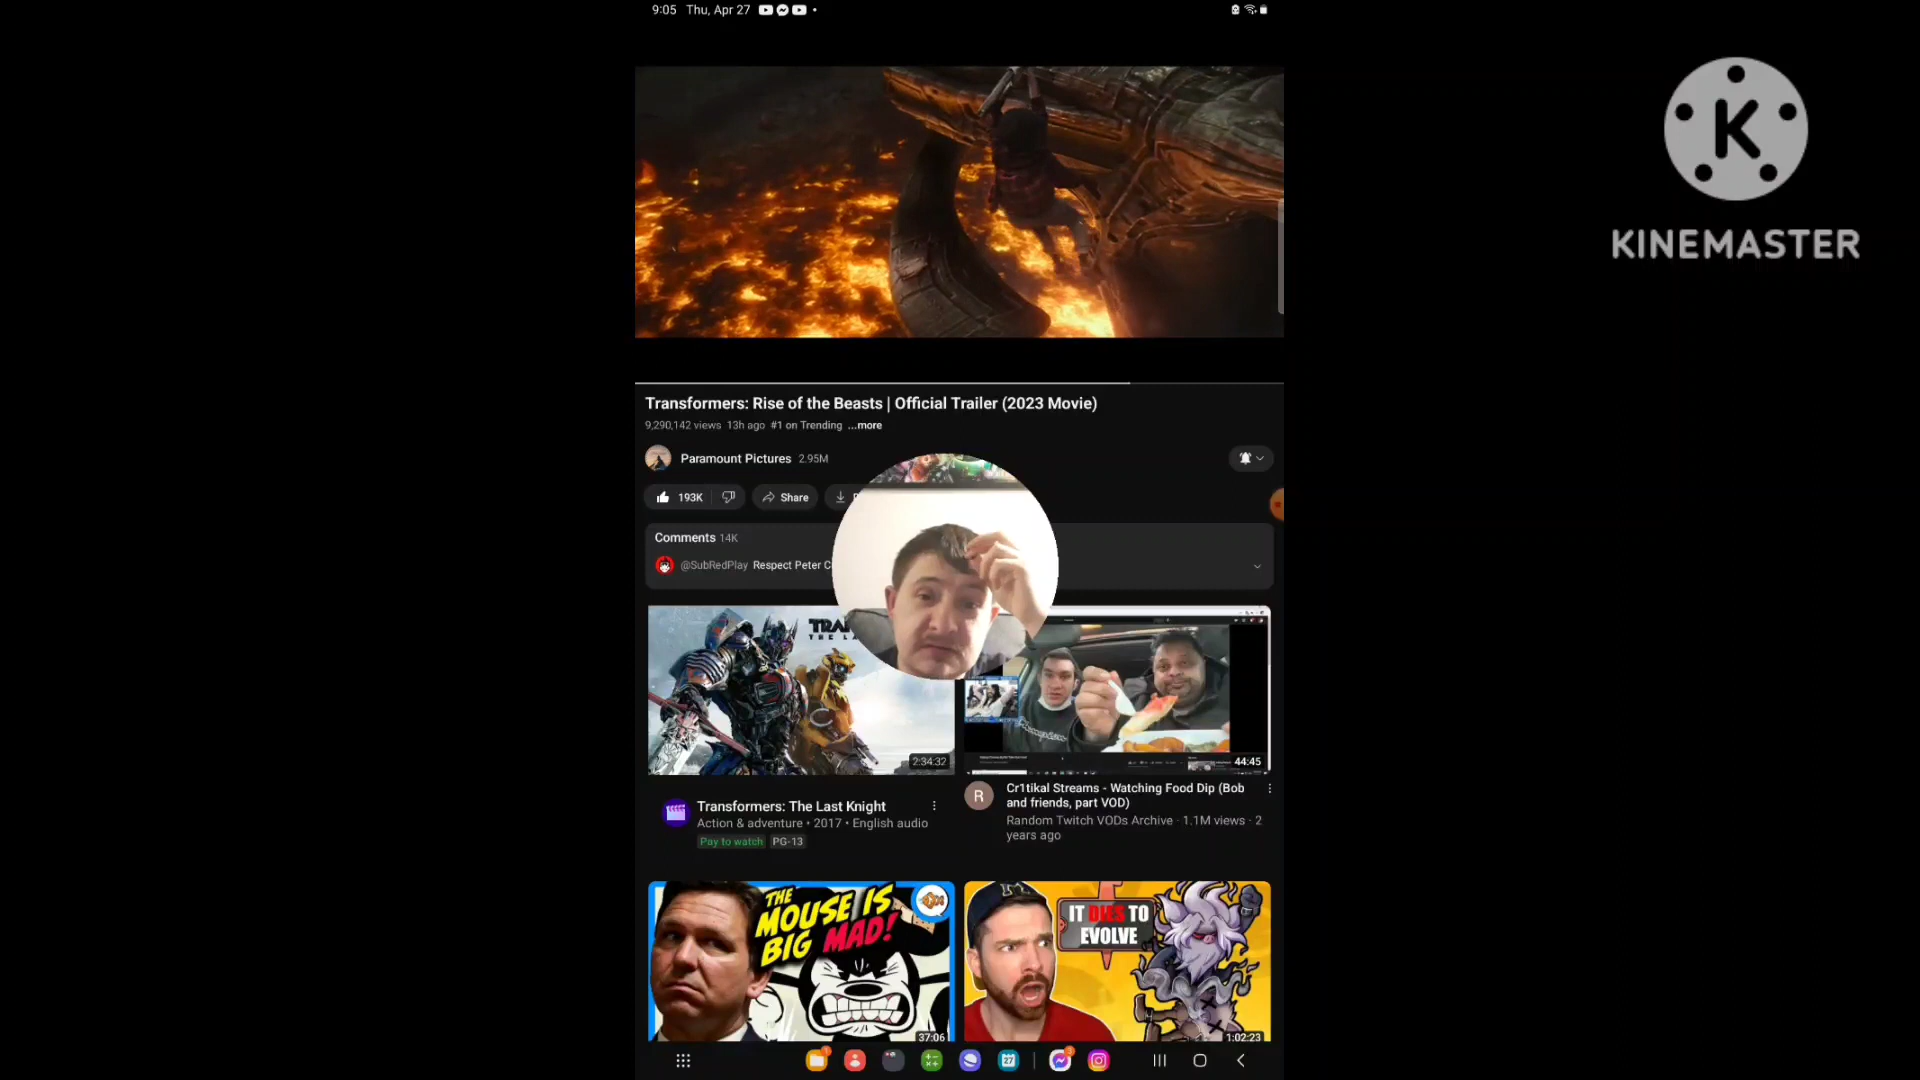 9:05 Thu, Apr 27
K
KINEMASTER
Transformers: Rise of the Beasts | Official Trailer (2023 Movie)
9,290,142 views 13h ago #1 on Trending ...more
Paramount Pictures 2.95M
193K Share
Comments 14K
@SubRedPlay Respect Peter C
TRA
THE LA
2:34:32
44:45
Transformers: The Last Knight
Action & adventure • 2017 • English audio
Pay to watch PG-13
R
Cr1tikal Streams - Watching Food Dip (Bob
and friends, part VOD)
Random Twitch VODs Archive · 1.1M views · 2
years ago
THE
MOUSE IS
BIG MAD!
37:06
IT DIES TO
EVOLVE
1:02:23
27